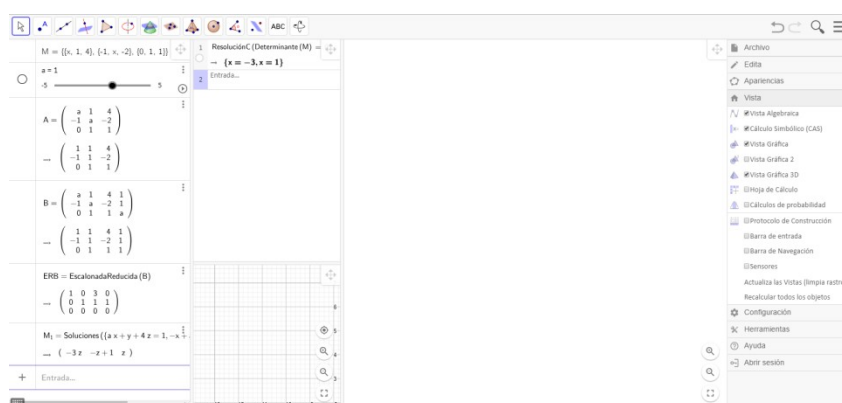 ABC
M = {{x, 1, 4}, {-1, x, -2}, {0, 1, 1}}
a = 1
-5 5
A = ( a 1 4
-1 a -2
0 1 1 )
→ ( 1 1 4
-1 1 -2
0 1 1 )
B = ( a 1 4 1
-1 a -2 1
0 1 1 a )
→ ( 1 1 4 1
-1 1 -2 1
0 1 1 1 )
ERB = EscalonadaReducida (B)
→ ( 1 0 3 0
0 1 1 1
0 0 0 0 )
M₁ = Soluciones ({a x + y + 4 z = 1, −x +
→ ( −3 z −z + 1 z )
Entrada...
1 ResoluciónC (Determinante (M) =
→ {x = −3, x = 1}
2 Entrada...
6
5
4
3
Archivo
Edita
Apariencias
Vista
Vista Algebraica
Cálculo Simbólico (CAS)
Vista Gráfica
Vista Gráfica 2
Vista Gráfica 3D
Hoja de Cálculo
Cálculos de probabilidad
Protocolo de Construcción
Barra de entrada
Barra de Navegación
Sensores
Actualiza las Vistas (limpia rastre
Recalcular todos los objetos
Configuración
Herramientas
Ayuda
Abrir sesión